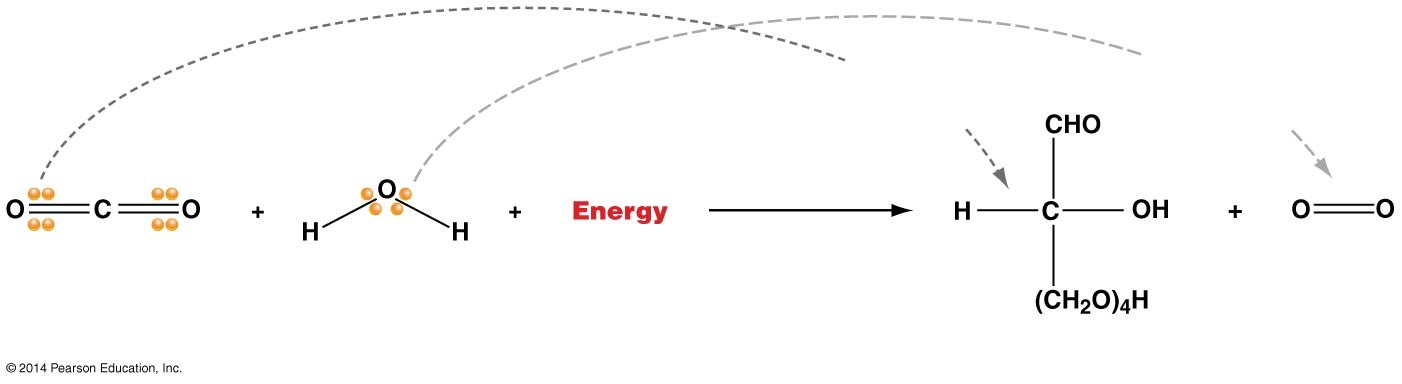 CHO
O C O + O H H + Energy H C OH + O O
(CH₂O)₄H
© 2014 Pearson Education, Inc.